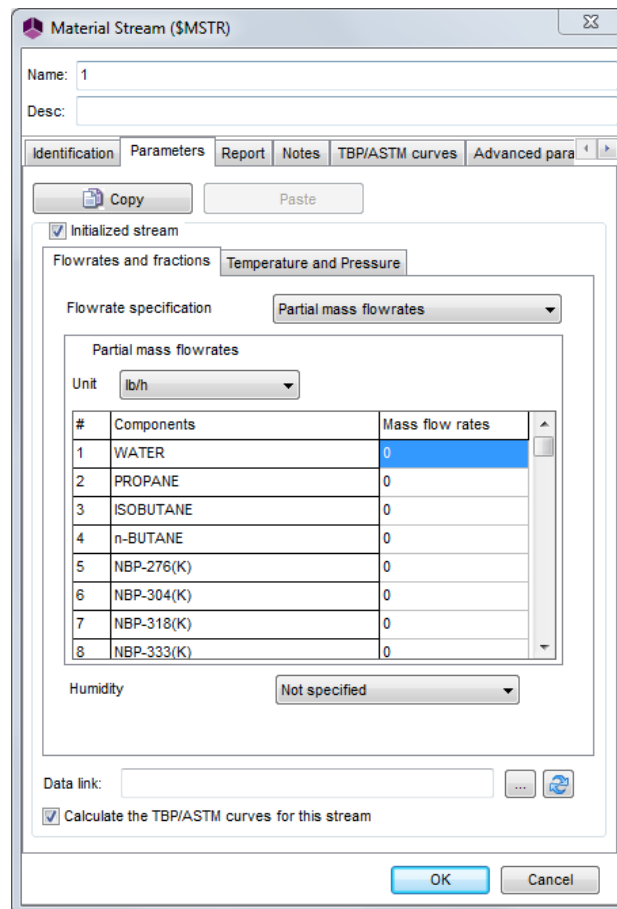 Material Stream ($MSTR)
Name: 1
Desc:
Identification Parameters Report Notes TBP/ASTM curves Advanced para
Copy Paste
Initialized stream
Flowrates and fractions Temperature and Pressure
Flowrate specification Partial mass flowrates
Partial mass flowrates
Unit lb/h
# Components Mass flow rates
1 WATER 0
2 PROPANE 0
3 ISOBUTANE 0
4 n-BUTANE 0
5 NBP-276(K) 0
6 NBP-304(K) 0
7 NBP-318(K) 0
8 NBP-333(K) 0
Humidity Not specified
Data link: ...
Calculate the TBP/ASTM curves for this stream
OK Cancel